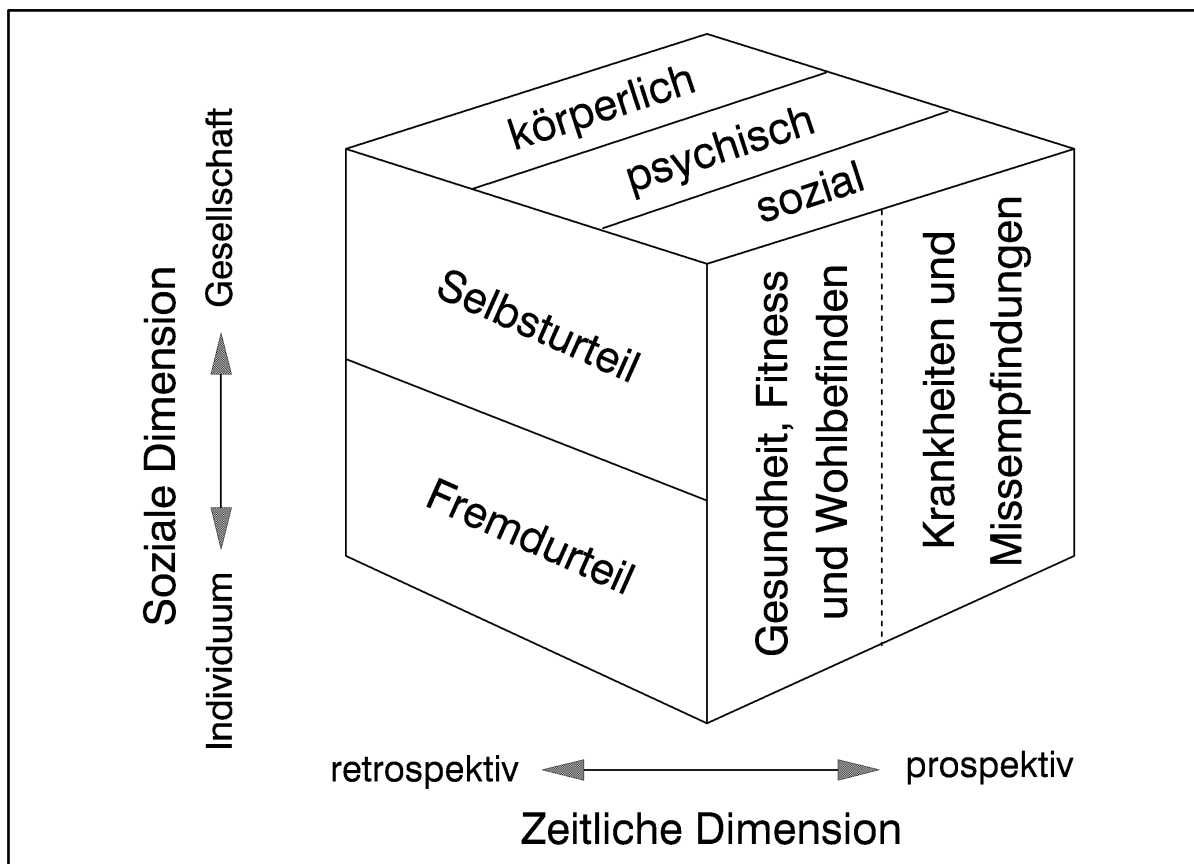 körperlich
psychisch
sozial
Selbsturteil
Fremdurteil
Gesundheit, Fitness
und Wohlbefinden
Krankheiten und
Missempfindungen
Soziale Dimension
Gesellschaft
Individuum
retrospektiv
prospektiv
Zeitliche Dimension